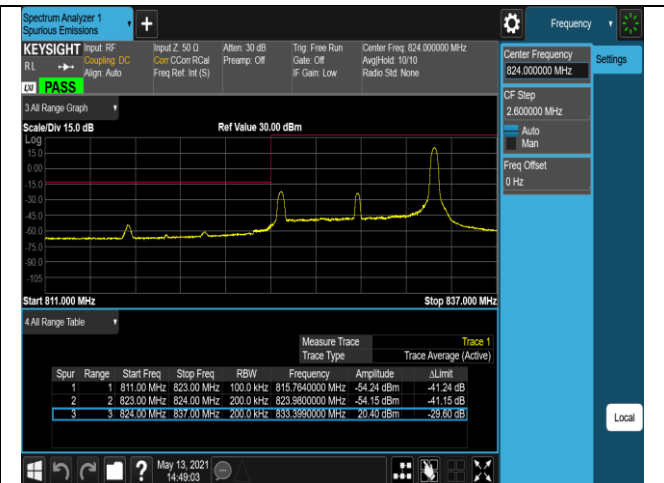 Spectrum Analyzer 1
Spurious Emissions
Frequency
KEYSIGHT
RL
Input: RF
Coupling: DC
Align: Auto
Input Z: 50 Ω
Corr CCorr RCal
Freq Ref: Int (S)
Atten: 30 dB
Preamp: Off
Trig: Free Run
Gate: Off
IF Gain: Low
Center Freq: 824.000000 MHz
Avg|Hold: 10/10
Radio Std: None
PASS
Center Frequency
824.000000 MHz
Settings
CF Step
2.600000 MHz
Auto
Man
Freq Offset
0 Hz
3 All Range Graph
Scale/Div 15.0 dB
Ref Value 30.00 dBm
Log
15.0
0.00
-15.0
-30.0
-45.0
-60.0
-75.0
-90.0
-105
Start 811.000 MHz
Stop 837.000 MHz
4 All Range Table
Measure Trace Trace 1
Trace Type Trace Average (Active)
Spur Range Start Freq Stop Freq RBW Frequency Amplitude ΔLimit
1 1 811.00 MHz 823.00 MHz 100.0 kHz 815.7640000 MHz -54.24 dBm -41.24 dB
2 2 823.00 MHz 824.00 MHz 200.0 kHz 823.9800000 MHz -54.15 dBm -41.15 dB
3 3 824.00 MHz 837.00 MHz 200.0 kHz 833.3990000 MHz 20.40 dBm -29.60 dB
Local
?
May 13, 2021
14:49:03